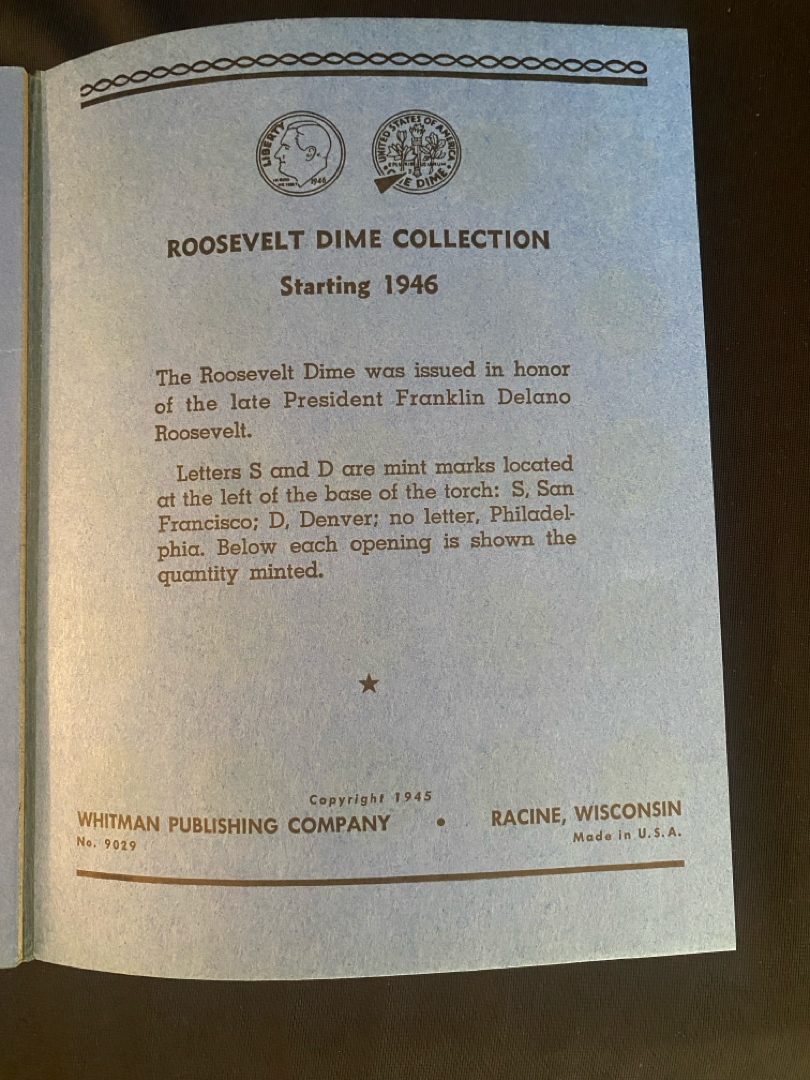 LIBERTY
1946
UNITED STATES OF AMERICA
E DIME
ROOSEVELT DIME COLLECTION
Starting 1946
The Roosevelt Dime was issued in honor
of the late President Franklin Delano
Roosevelt.
Letters S and D are mint marks located
at the left of the base of the torch: S, San
Francisco; D, Denver; no letter, Philadel-
phia. Below each opening is shown the
quantity minted.
Copyright 1945
WHITMAN PUBLISHING COMPANY • RACINE, WISCONSIN
No. 9029 Made in U.S.A.